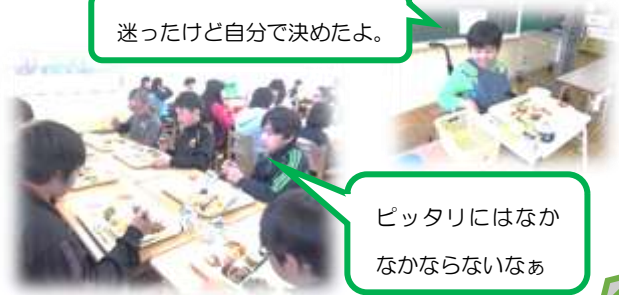 迷ったけど自分で決めたよ。
ピッタリにはなか
なかならないなぁ